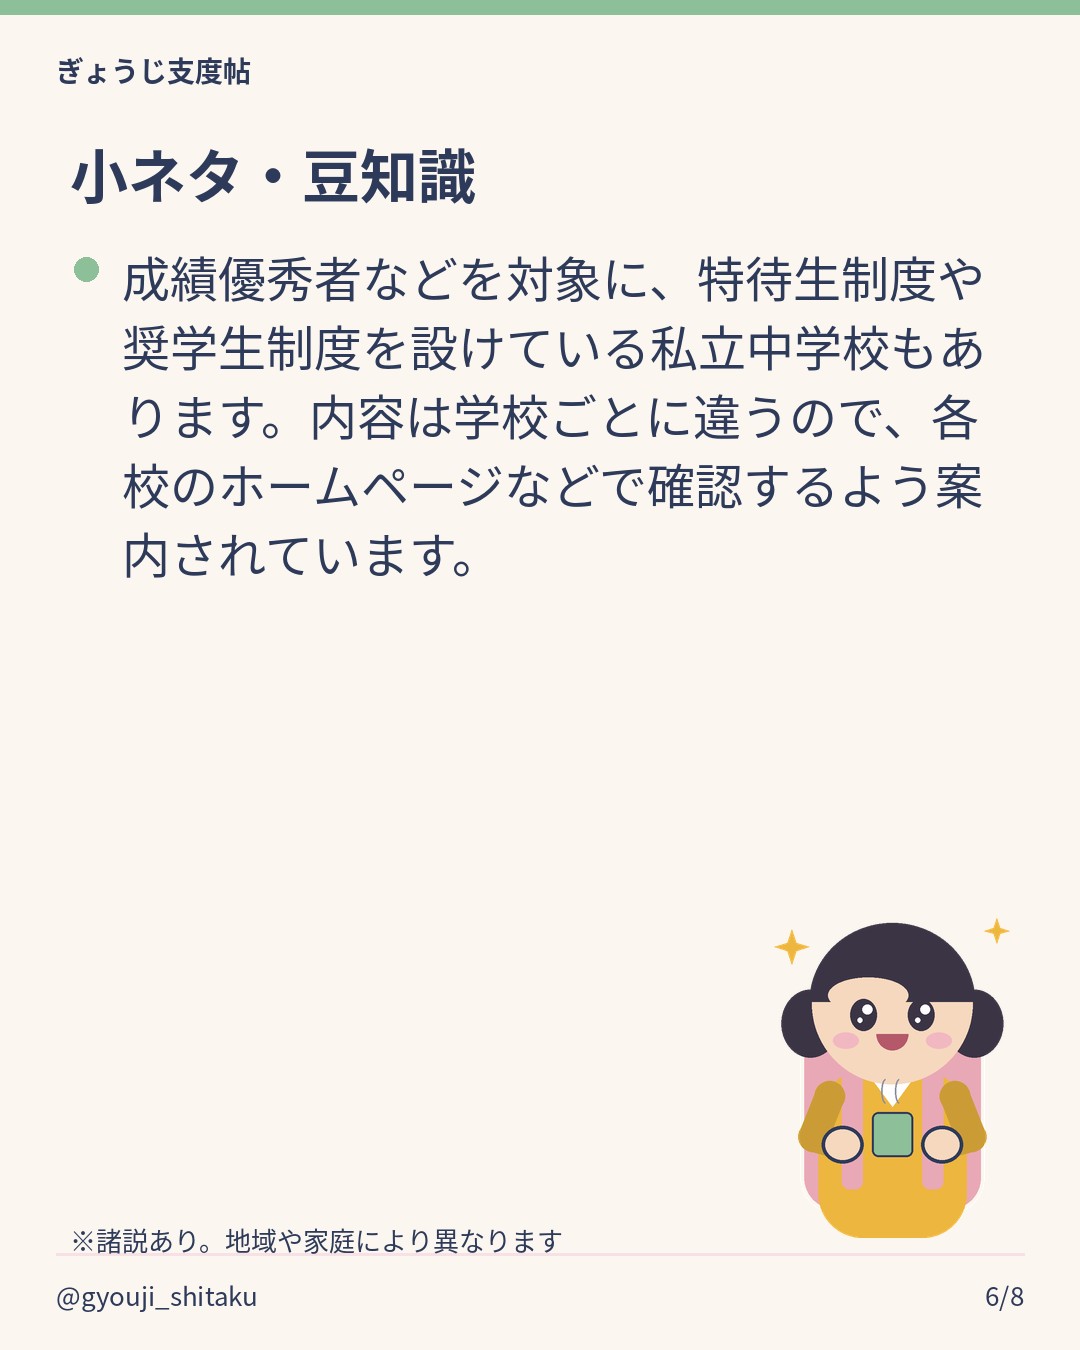 ぎょうじ支度帖
小ネタ・豆知識
成績優秀者などを対象に、特待生制度や
奨学生制度を設けている私立中学校もあ
ります。内容は学校ごとに違うので、各
校のホームページなどで確認するよう案
内されています。
※諸説あり。地域や家庭により異なります
@gyouji_shitaku
6/8